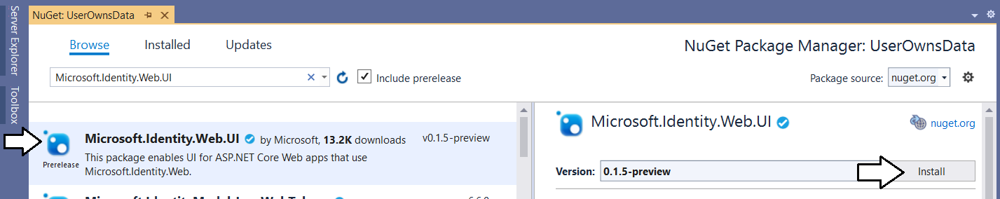 NuGet: UserOwnsData
Server Explorer
Toolbox
Browse
Installed
Updates
NuGet Package Manager: UserOwnsData
Microsoft.Identity.Web.UI
Include prerelease
Package source:
nuget.org
Microsoft.Identity.Web.UI by Microsoft, 13.2K downloads
v0.1.5-preview
Prerelease
This package enables UI for ASP.NET Core Web apps that use
Microsoft.Identity.Web.
Microsoft.Identity.Web.UI
nuget.org
Version:
0.1.5-preview
Install